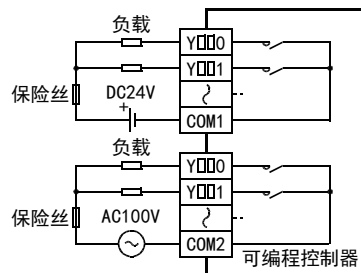 负载
Y□□0
Y□□1
保险丝
DC24V
+
COM1
负载
Y□□0
Y□□1
保险丝
AC100V
COM2
可编程控制器